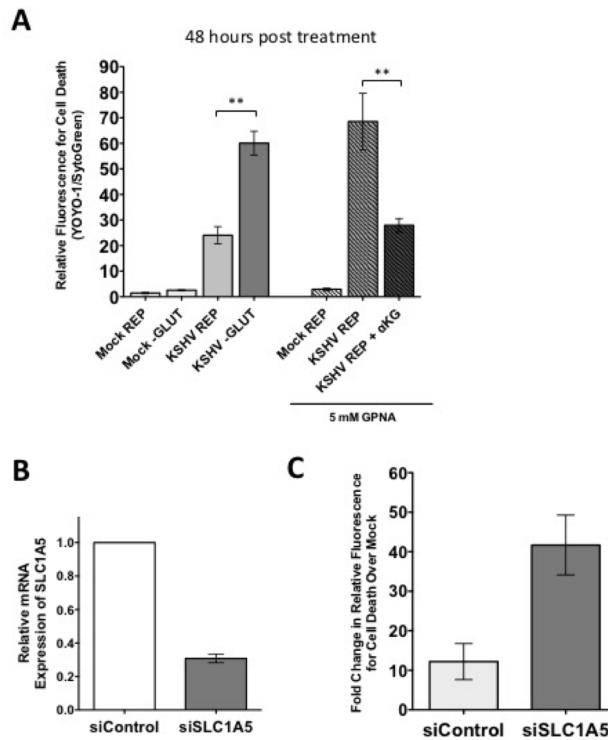 A
48 hours post treatment
Relative Fluorescence for Cell Death
(YOYO-1/SytoGreen)
90
80
70
60
50
40
30
20
10
0
**
**
Mock REP
Mock -GLUT
KSHV REP
KSHV -GLUT
Mock REP
KSHV REP
KSHV REP + αKG
5 mM GPNA
B
Relative mRNA
Expression of SLC1A5
1.0
0.8
0.6
0.4
0.2
0.0
siControl
siSLC1A5
C
Fold Change in Relative Fluorescence
for Cell Death Over Mock
60
50
40
30
20
10
0
siControl
siSLC1A5